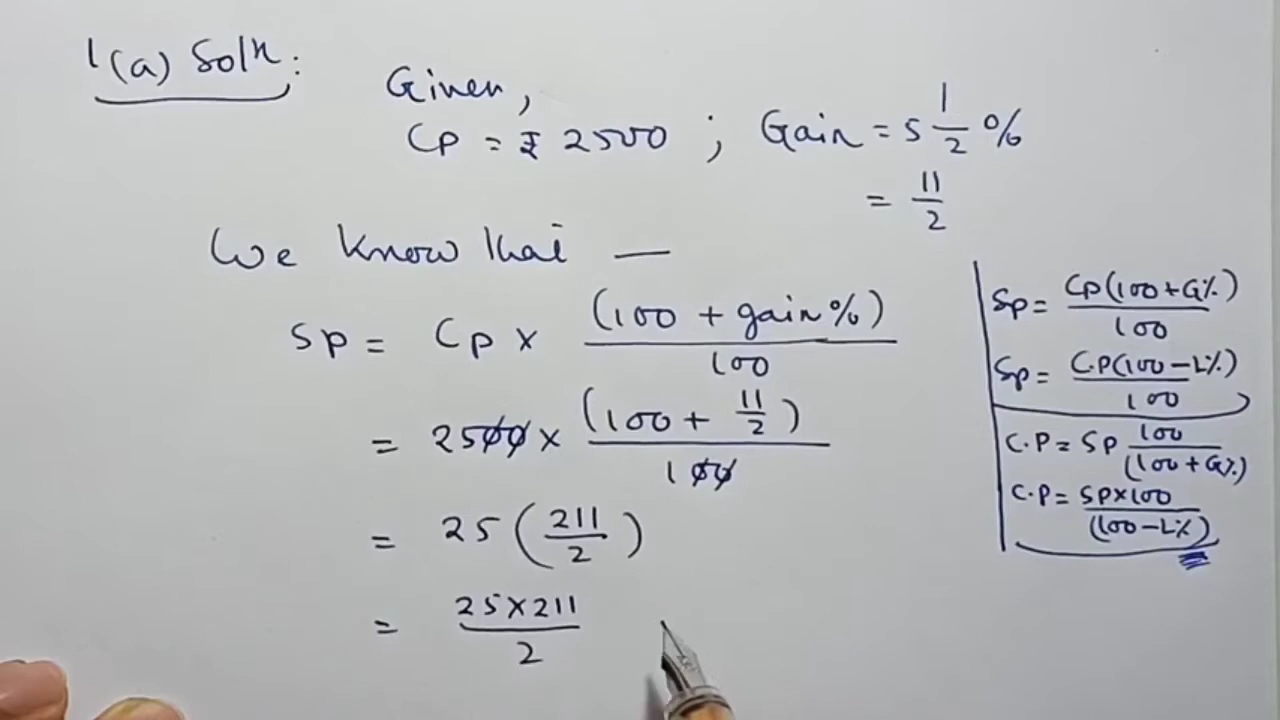 1(a) Solⁿ:
Given,
CP = ₹ 2500 ; Gain = 5 1/2 %
= 11/2
We know that —
SP = CP × (100 + gain%)/100
= 2500 × (100 + 11/2)/100
= 25 (211/2)
= 25×211/2
SP = CP(100+G%)/100
SP = C.P(100-L%)/100
C.P = SP 100/(100+G%)
C.P = SP×100/(100-L%)